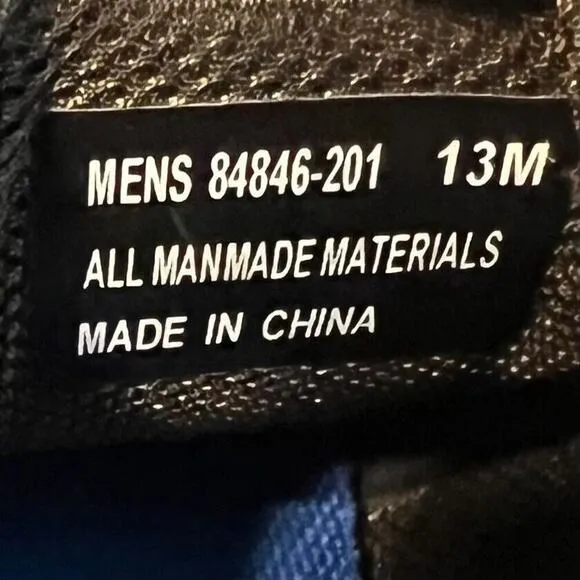 MENS 84846-201 13M
ALL MANMADE MATERIALS
MADE IN CHINA